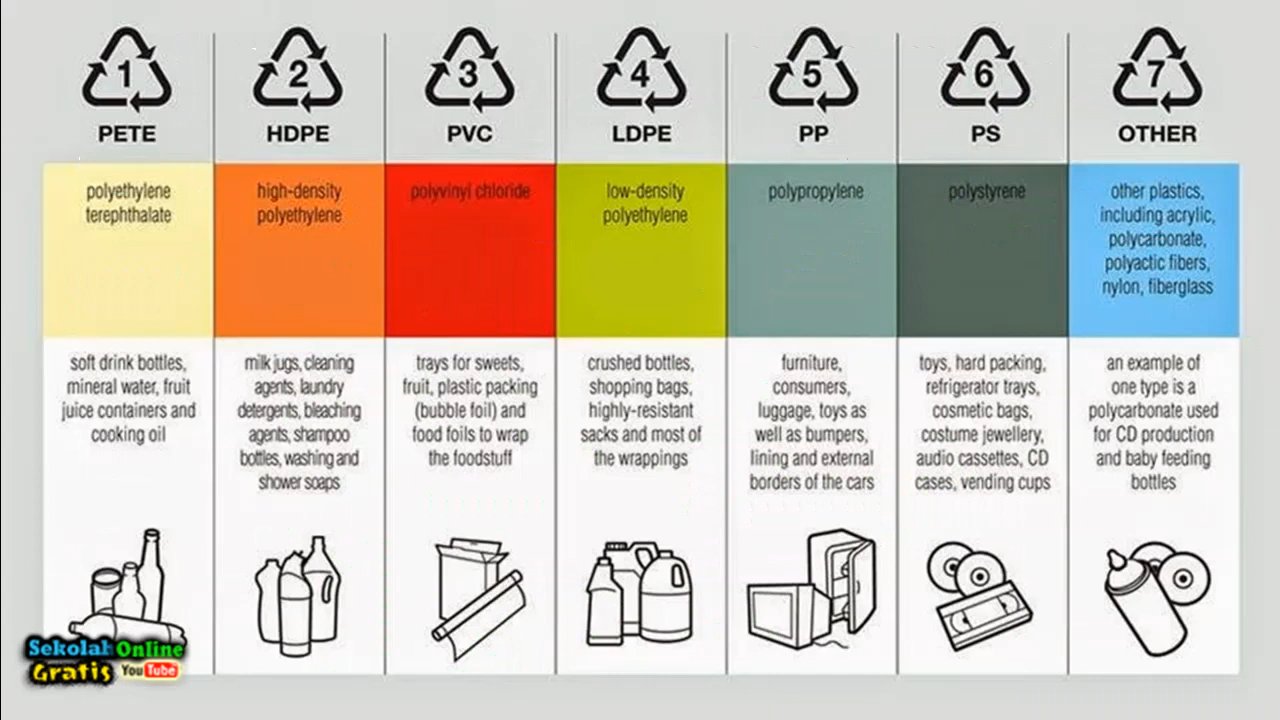 1
PETE
polyethylene
terephthalate
soft drink bottles,
mineral water, fruit
juice containers and
cooking oil
2
HDPE
high-density
polyethylene
milk jugs, cleaning
agents, laundry
detergents, bleaching
agents, shampoo
bottles, washing and
shower soaps
3
PVC
polyvinyl chloride
trays for sweets,
fruit, plastic packing
(bubble foil) and
food foils to wrap
the foodstuff
4
LDPE
low-density
polyethylene
crushed bottles,
shopping bags,
highly-resistant
sacks and most of
the wrappings
5
PP
polypropylene
furniture,
consumers,
luggage, toys as
well as bumpers,
lining and external
borders of the cars
6
PS
polystyrene
toys, hard packing,
refrigerator trays,
cosmetic bags,
costume jewellery,
audio cassettes, CD
cases, vending cups
7
OTHER
other plastics,
including acrylic,
polycarbonate,
polyactic fibers,
nylon, fiberglass
an example of
one type is a
polycarbonate used
for CD production
and baby feeding
bottles
Sekolah Online
Gratis YouTube